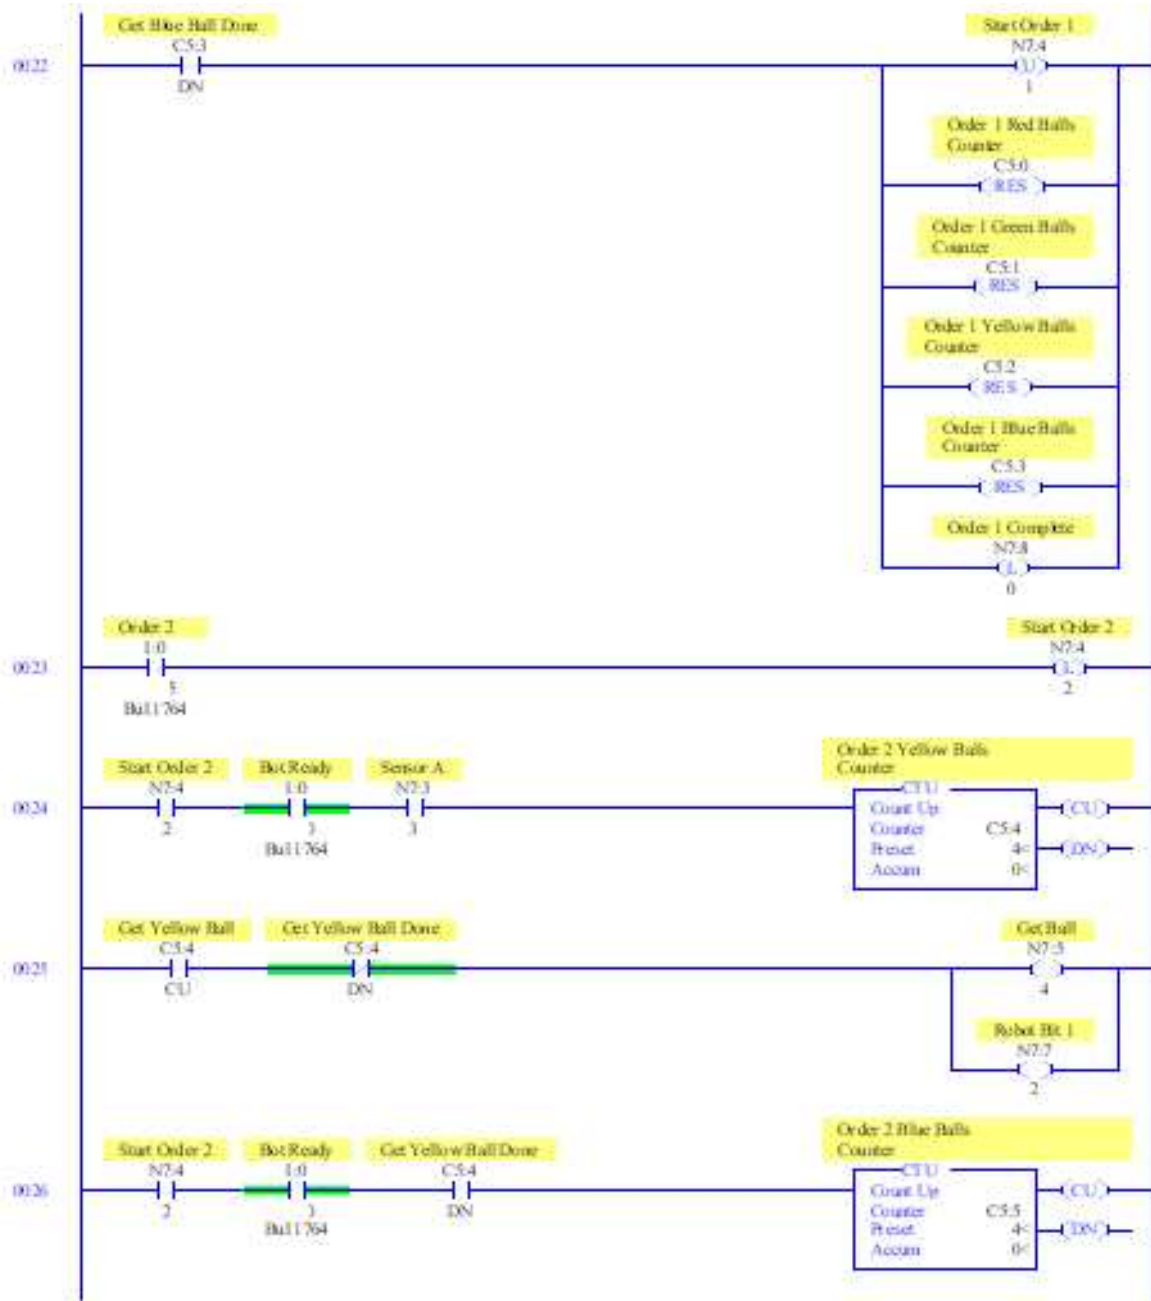 Get Blue Ball Done
C5:3
DN
0022
Start Order 1
N7:4
U
1
Order 1 Red Balls
Counter
C5:0
RES
Order 1 Green Balls
Counter
C5:1
RES
Order 1 Yellow Balls
Counter
C5:2
RES
Order 1 Blue Balls
Counter
C5:3
RES
Order 1 Complete
N7:8
L
0
Order 2
I:0
0023
5
Bul1764
Start Order 2
N7:4
L
2
Start Order 2
N7:4
0024
2
Bot Ready
I:0
3
Bul1764
Sensor A
N7:3
3
Order 2 Yellow Balls
Counter
CTU
Count Up
Counter C5:4
Preset 4<
Accum 0<
CU
DN
Get Yellow Ball
C5:4
0025
CU
Get Yellow Ball Done
C5:4
DN
Get Ball
4
Robot Bit 1
N7:7
2
Start Order 2
N7:4
0026
2
Bot Ready
I:0
3
Bul1764
Get Yellow Ball Done
C5:4
DN
Order 2 Blue Balls
Counter
CTU
Count Up
Counter C5:5
Preset 4<
Accum 0<
CU
DN